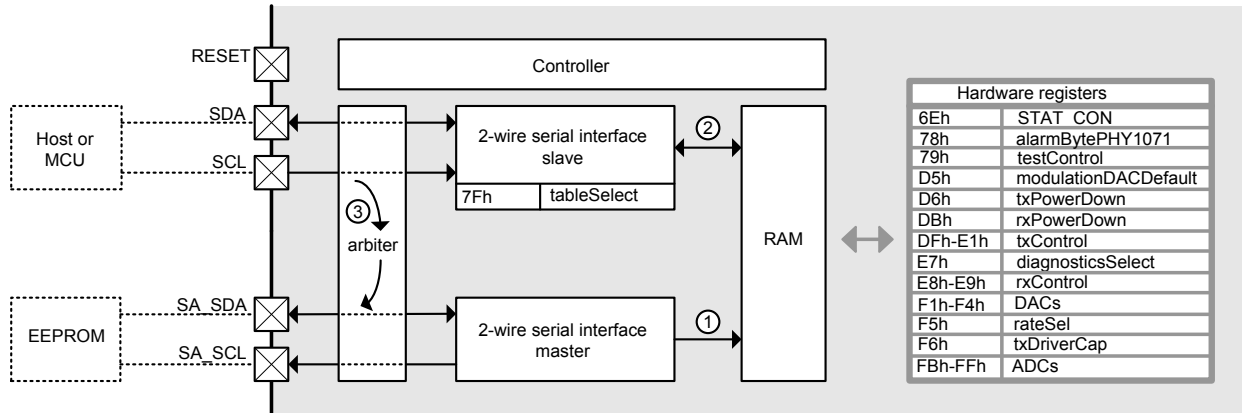 RESET
Controller
SDA
Host or
MCU
SCL
2-wire serial interface
slave
7Fh tableSelect
2
3
arbiter
RAM
SA_SDA
EEPROM
SA_SCL
2-wire serial interface
master
1
Hardware registers
6Eh STAT_CON
78h alarmBytePHY1071
79h testControl
D5h modulationDACDefault
D6h txPowerDown
DBh rxPowerDown
DFh-E1h txControl
E7h diagnosticsSelect
E8h-E9h rxControl
F1h-F4h DACs
F5h rateSel
F6h txDriverCap
FBh-FFh ADCs